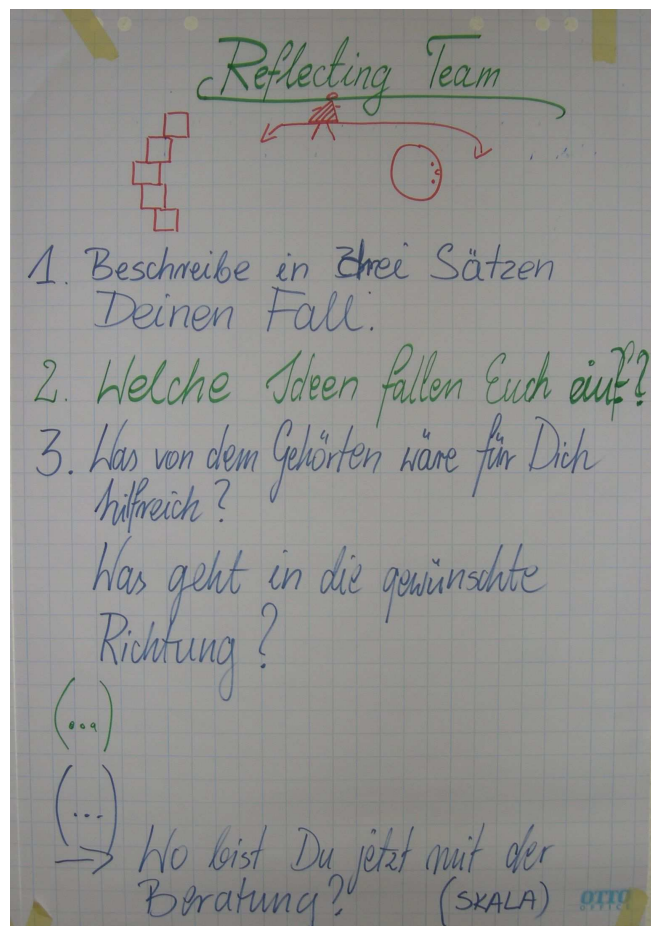 Reflecting Team
1. Beschreibe in drei Sätzen
Deinen Fall.
2. Welche Ideen fallen Euch ein?
3. Was von dem Gehörten wäre für Dich
hilfreich?
Was geht in die gewünschte
Richtung?
(...)
(...)
→ Wo bist Du jetzt mit der
Beratung? (SKALA)
OTTO
OFFICE